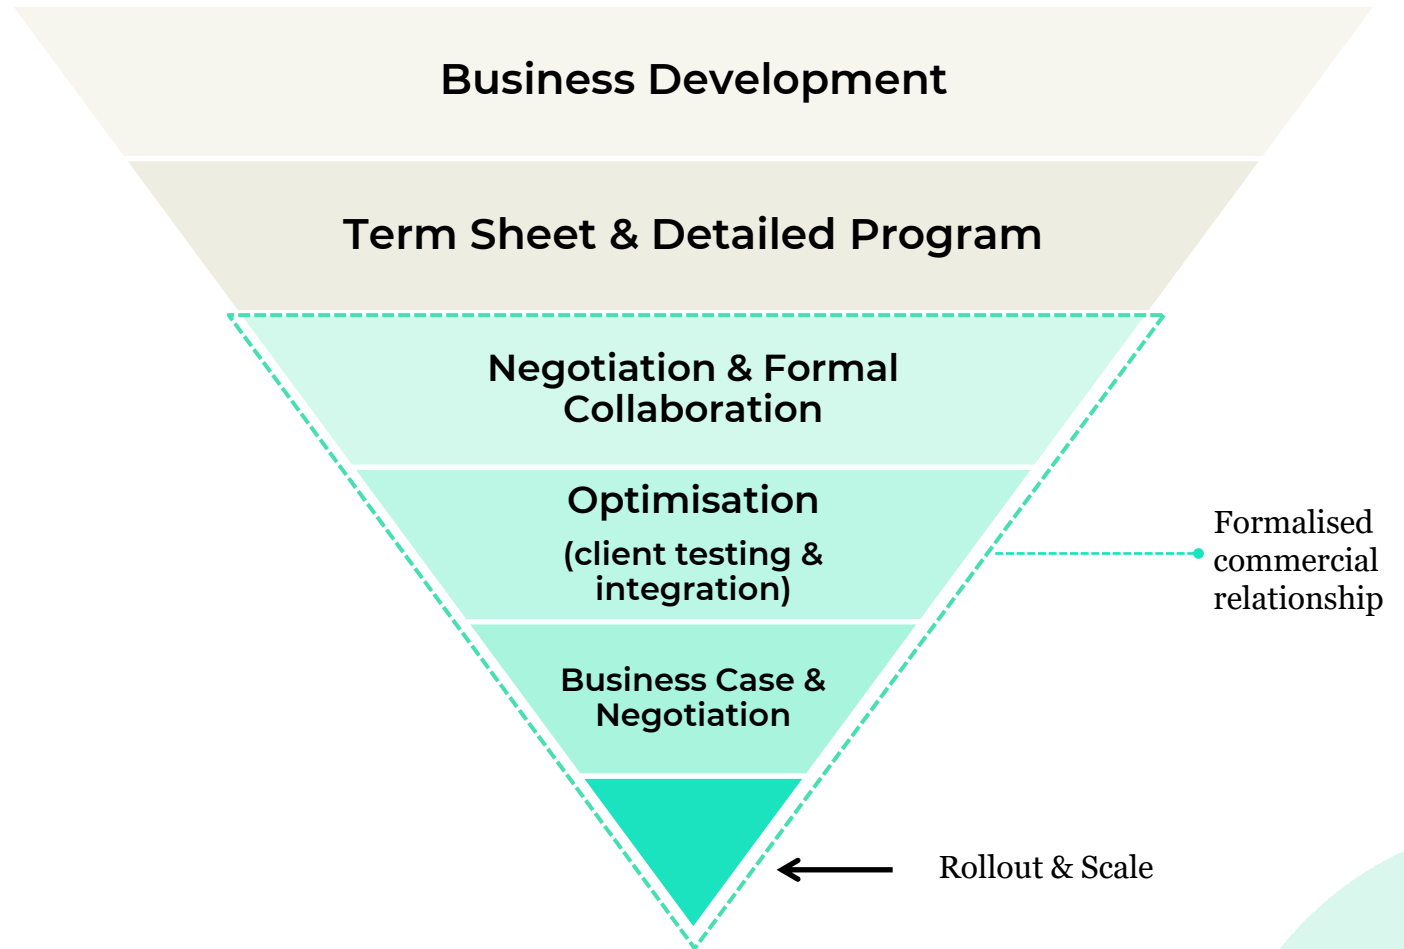 Business Development
Term Sheet & Detailed Program
Negotiation & Formal
Collaboration
Optimisation
(client testing &
integration)
Formalised
commercial
relationship
Business Case &
Negotiation
Rollout & Scale